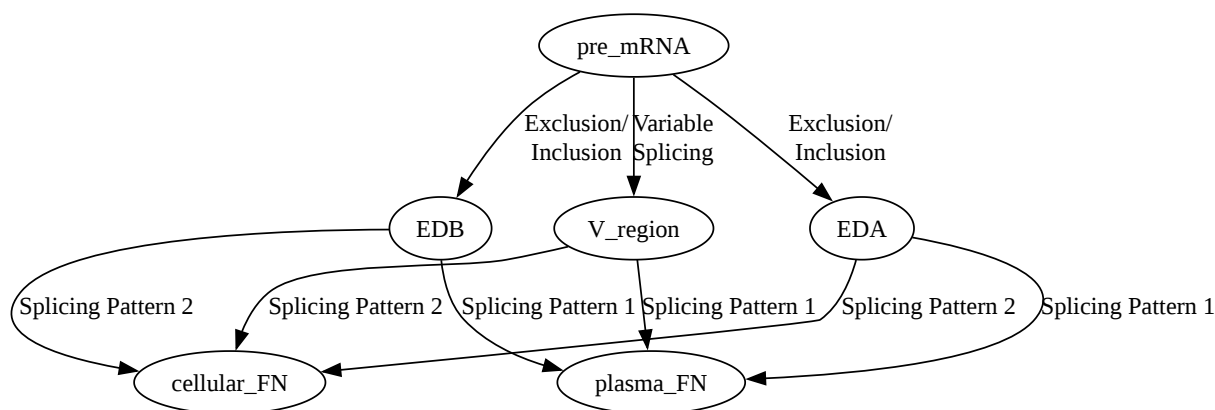 pre_mRNA
Exclusion/
Inclusion
Variable
Splicing
Exclusion/
Inclusion
EDB
V_region
EDA
Splicing Pattern 2
Splicing Pattern 2
Splicing Pattern 1
Splicing Pattern 1
Splicing Pattern 2
Splicing Pattern 1
cellular_FN
plasma_FN